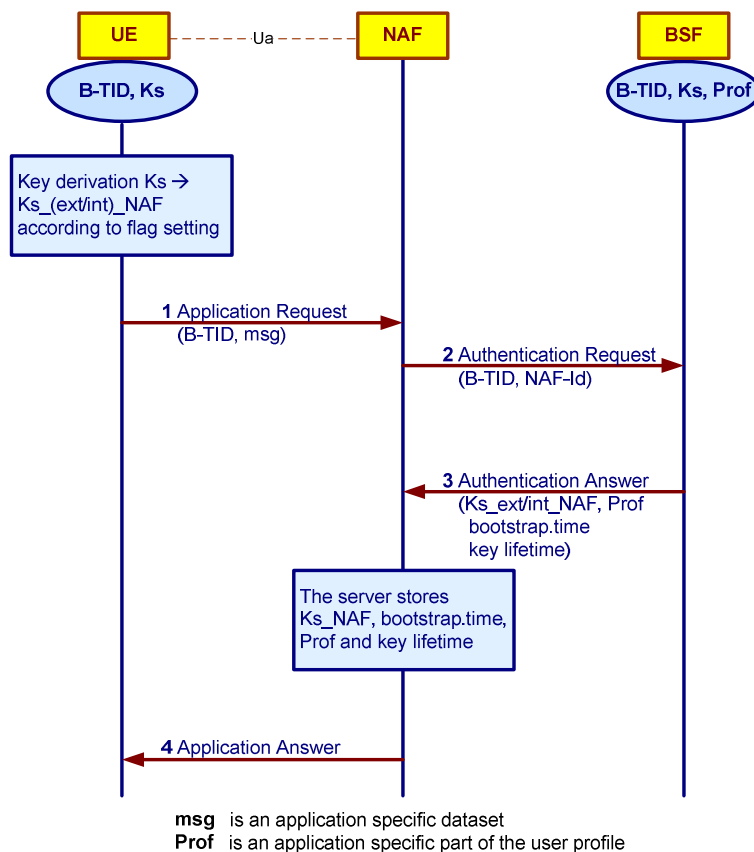 UE
Ua
NAF
BSF
B-TID, Ks
B-TID, Ks, Prof
Key derivation Ks →
Ks_(ext/int)_NAF
according to flag setting
1 Application Request
(B-TID, msg)
2 Authentication Request
(B-TID, NAF-Id)
3 Authentication Answer
(Ks_ext/int_NAF, Prof
bootstrap.time
key lifetime)
The server stores
Ks_NAF, bootstrap.time,
Prof and key lifetime
4 Application Answer
msg is an application specific dataset
Prof is an application specific part of the user profile